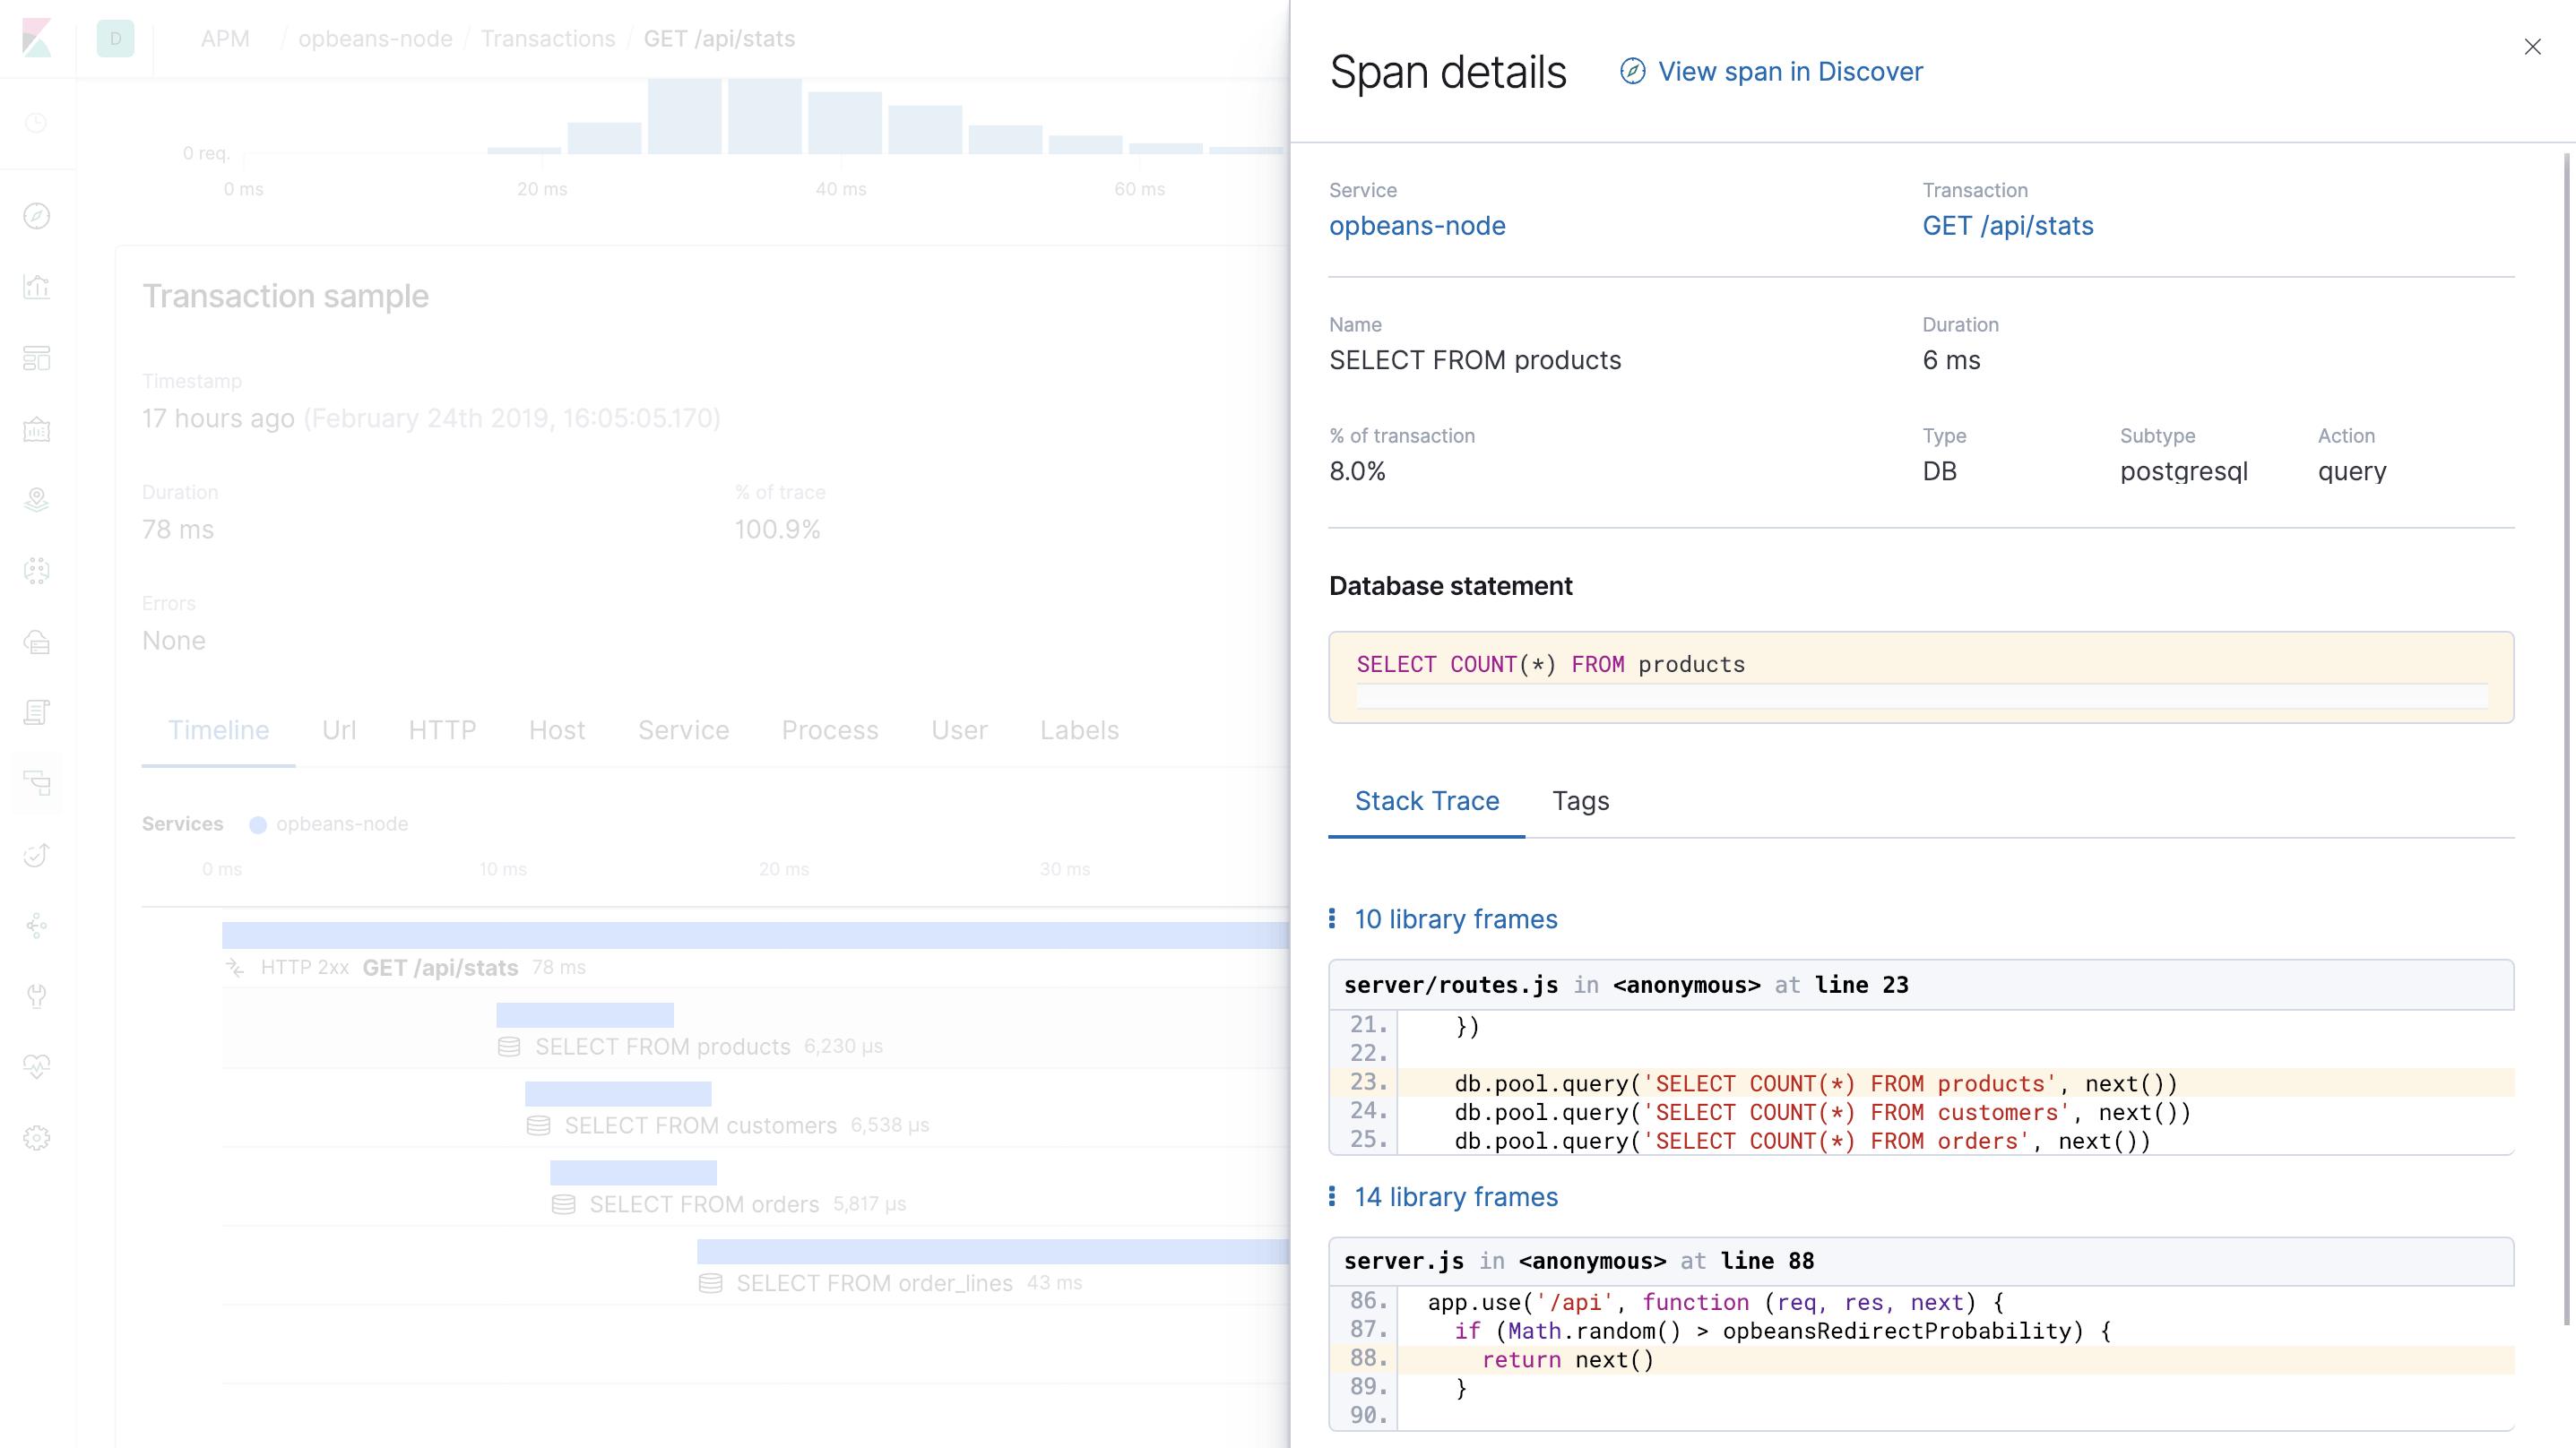 D APM / opbeans-node / Transactions / GET /api/stats
0 req.
0 ms 20 ms 40 ms 60 ms
Transaction sample
Timestamp
17 hours ago (February 24th 2019, 16:05:05.170)
Duration % of trace
78 ms 100.9%
Errors
None
Timeline Url HTTP Host Service Process User Labels
Services opbeans-node
0 ms 10 ms 20 ms 30 ms
HTTP 2xx GET /api/stats 78 ms
SELECT FROM products 6,230 μs
SELECT FROM customers 6,538 μs
SELECT FROM orders 5,817 μs
SELECT FROM order_lines 43 ms
Span details View span in Discover
Service Transaction
opbeans-node GET /api/stats
Name Duration
SELECT FROM products 6 ms
% of transaction Type Subtype Action
8.0% DB postgresql query
Database statement
SELECT COUNT(*) FROM products
Stack Trace Tags
10 library frames
server/routes.js in <anonymous> at line 23
21. })
22.
23. db.pool.query('SELECT COUNT(*) FROM products', next())
24. db.pool.query('SELECT COUNT(*) FROM customers', next())
25. db.pool.query('SELECT COUNT(*) FROM orders', next())
14 library frames
server.js in <anonymous> at line 88
86. app.use('/api', function (req, res, next) {
87. if (Math.random() > opbeansRedirectProbability) {
88. return next()
89. }
90.